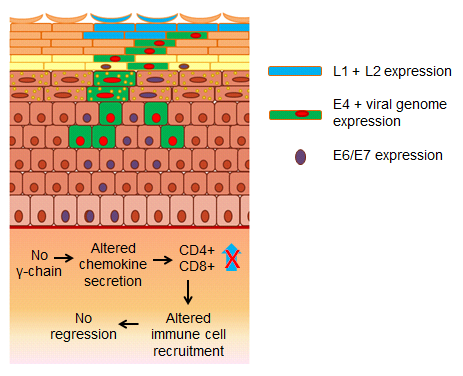 L1 + L2 expression
E4 + viral genome
expression
E6/E7 expression
No
γ-chain
Altered
chemokine
secretion
CD4+
CD8+
No
regression
Altered
immune cell
recruitment